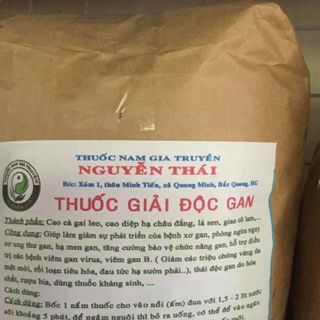 THUỐC NAM GIA TRUYỀN
NGUYỄN THÁI
Đ/c: Xóm 1, thôn Minh Tiến, xã Quang Minh, Bắc Quang, HG
THUỐC GIẢI ĐỘC GAN
Thành phần: Cao cà gai leo, cao diệp hạ châu đắng, lá sen, giảo cổ lam,...
Công dụng: Giúp làm giảm sự phát triển của bệnh xơ gan, phòng ngừa nguy
cơ ung thư gan, hạ men gan, tăng cường bảo vệ chức năng gan, hỗ trợ điều
trị các bệnh viêm gan virus, viêm gan B. ( Giảm các triệu chứng vàng da
mệt mỏi, rối loạn tiêu hóa, đau tức hạ sườn phải..), thải độc gan do hóa
chất, rượu bia, dùng thuốc kháng sinh, ...
Cách dùng:
Cách dùng: Bốc 1 nắm thuốc cho vào nồi (ấm) đun với 1,5 - 2 lít nước
sôi khoảng 5 phút, để ngâm nguội thì bỏ ra uống, có thể để vào ngăn